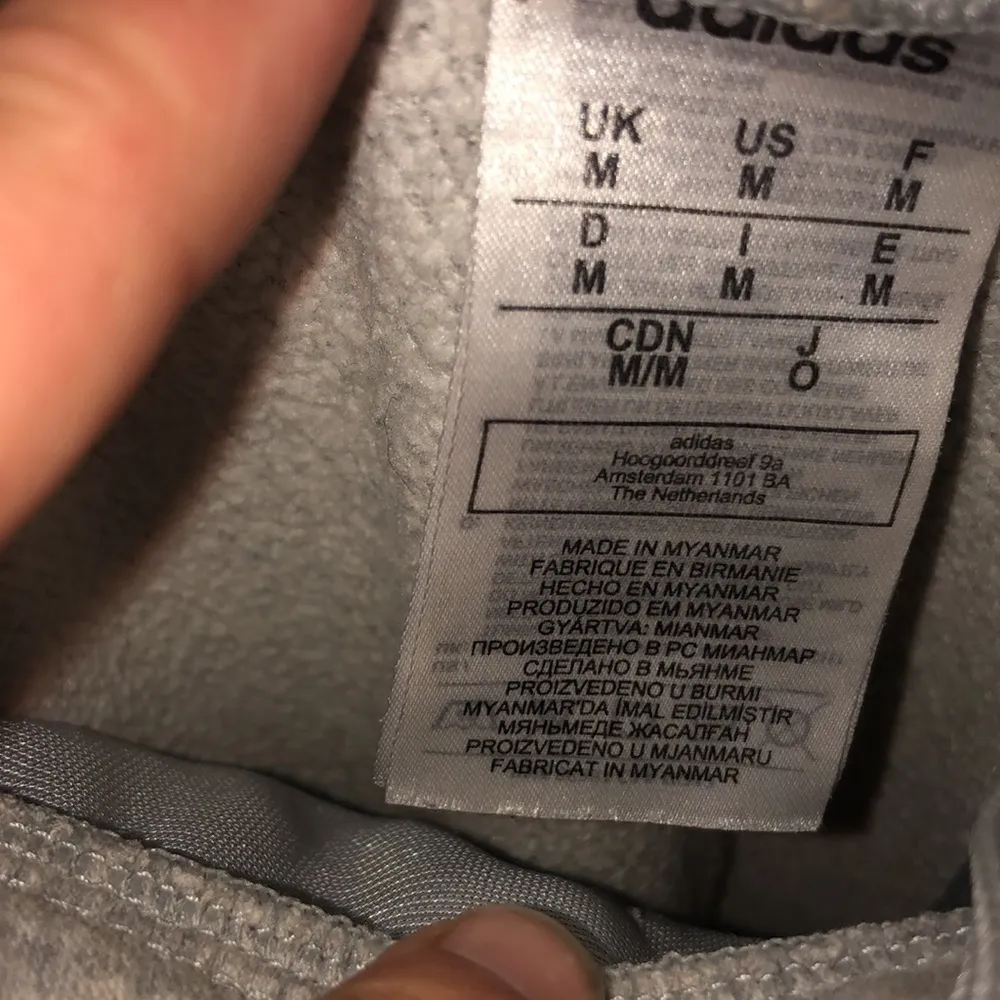 adidas
UK US F
M M M
D I E
M M M
CDN J
M/M O
adidas
Hoogoorddreef 9a
Amsterdam 1101 BA
The Netherlands
MADE IN MYANMAR
FABRIQUE EN BIRMANIE
HECHO EN MYANMAR
PRODUZIDO EM MYANMAR
GYÁRTVA: MIANMAR
ПРОИЗВЕДЕНО В РС МИАНМАР
СДЕЛАНО В МЬЯНМЕ
PROIZVEDENO U BURMI
MYANMAR'DA İMAL EDİLMİŞTİR
МЯНЬМЕДЕ ЖАСАЛҒАН
PROIZVEDENO U MJANMARU
FABRICAT IN MYANMAR